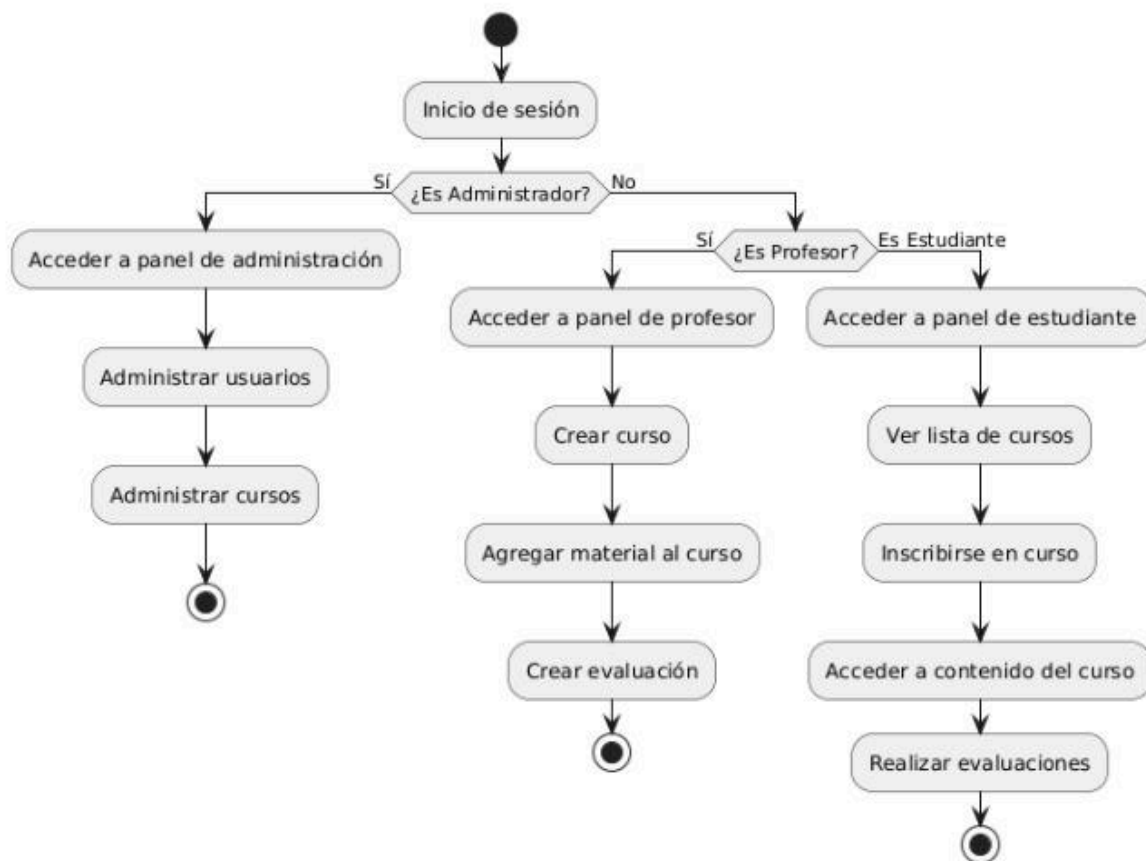 Inicio de sesión
Sí
¿Es Administrador?
No
Acceder a panel de administración
Administrar usuarios
Administrar cursos
Sí
¿Es Profesor?
Es Estudiante
Acceder a panel de profesor
Crear curso
Agregar material al curso
Crear evaluación
Acceder a panel de estudiante
Ver lista de cursos
Inscribirse en curso
Acceder a contenido del curso
Realizar evaluaciones